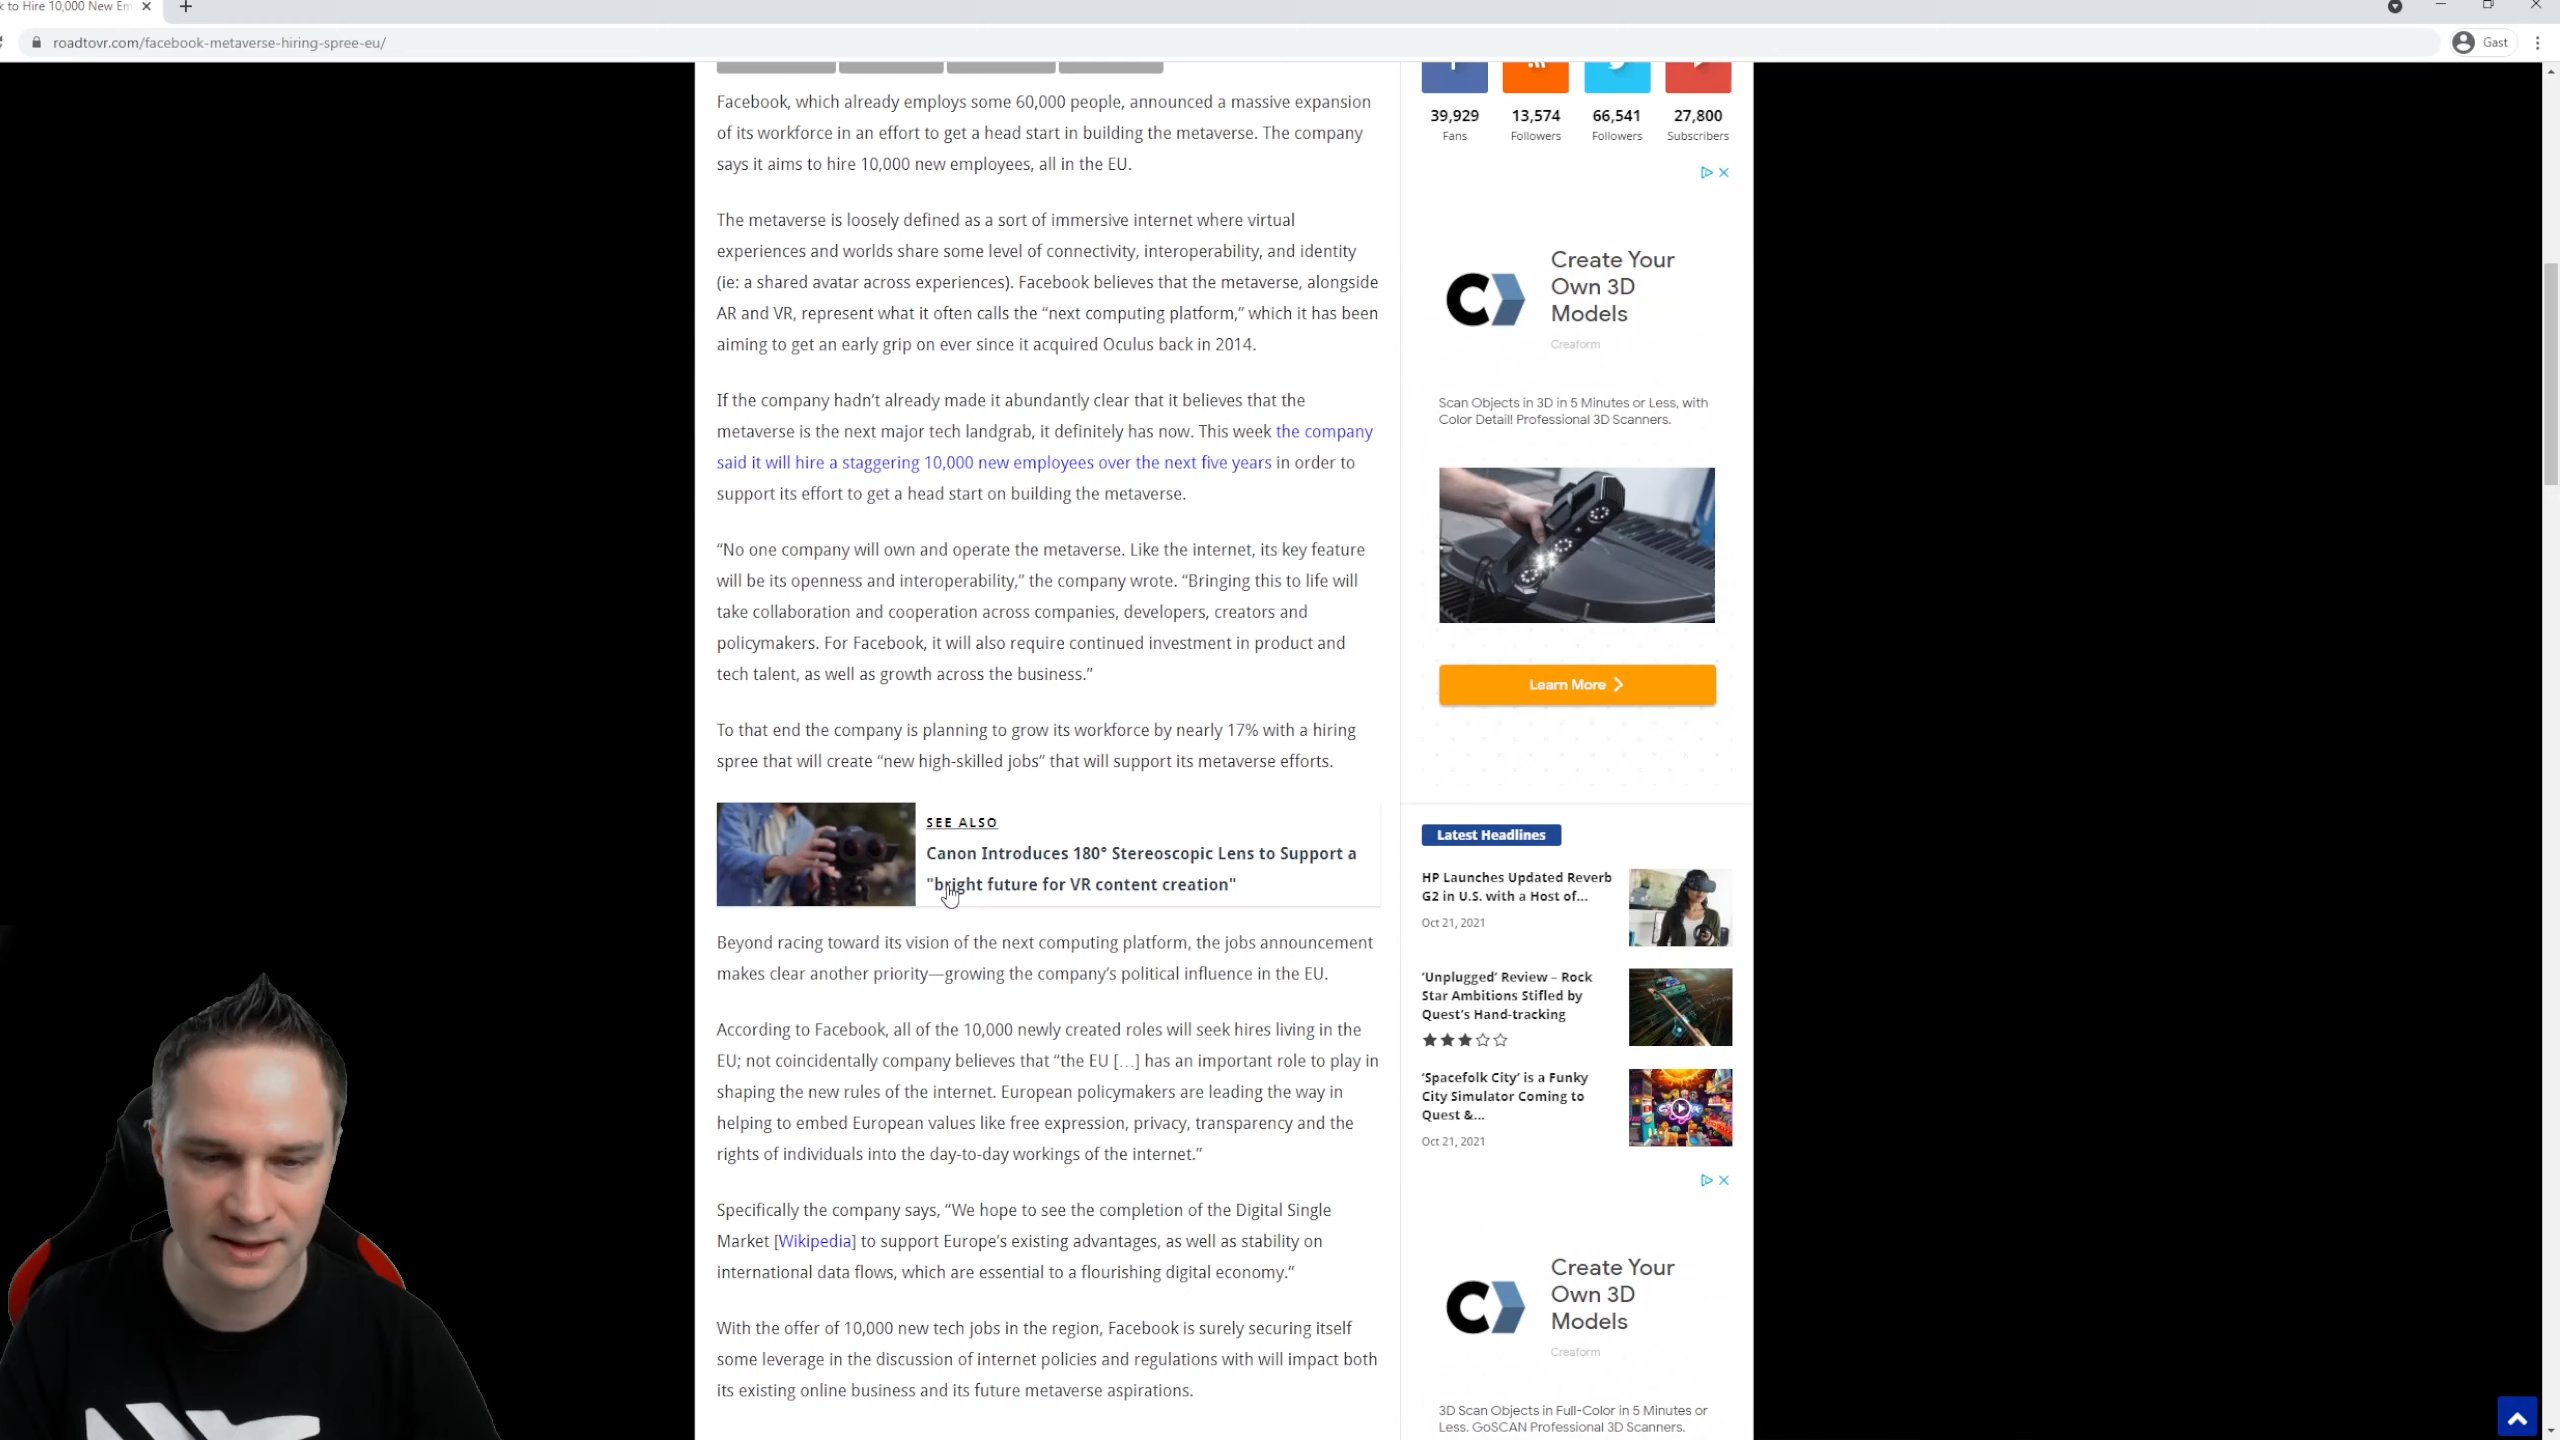 k to Hire 10,000 New Em
roadtovr.com/facebook-metaverse-hiring-spree-eu/
Gast
Facebook, which already employs some 60,000 people, announced a massive expansion
of its workforce in an effort to get a head start in building the metaverse. The company
says it aims to hire 10,000 new employees, all in the EU.
The metaverse is loosely defined as a sort of immersive internet where virtual
experiences and worlds share some level of connectivity, interoperability, and identity
(ie: a shared avatar across experiences). Facebook believes that the metaverse, alongside
AR and VR, represent what it often calls the “next computing platform,” which it has been
aiming to get an early grip on ever since it acquired Oculus back in 2014.
If the company hadn’t already made it abundantly clear that it believes that the
metaverse is the next major tech landgrab, it definitely has now. This week the company
said it will hire a staggering 10,000 new employees over the next five years in order to
support its effort to get a head start on building the metaverse.
“No one company will own and operate the metaverse. Like the internet, its key feature
will be its openness and interoperability,” the company wrote. “Bringing this to life will
take collaboration and cooperation across companies, developers, creators and
policymakers. For Facebook, it will also require continued investment in product and
tech talent, as well as growth across the business.”
To that end the company is planning to grow its workforce by nearly 17% with a hiring
spree that will create “new high-skilled jobs” that will support its metaverse efforts.
SEE ALSO
Canon Introduces 180° Stereoscopic Lens to Support a
"bright future for VR content creation"
Beyond racing toward its vision of the next computing platform, the jobs announcement
makes clear another priority—growing the company’s political influence in the EU.
According to Facebook, all of the 10,000 newly created roles will seek hires living in the
EU; not coincidentally company believes that “the EU […] has an important role to play in
shaping the new rules of the internet. European policymakers are leading the way in
helping to embed European values like free expression, privacy, transparency and the
rights of individuals into the day-to-day workings of the internet.”
Specifically the company says, “We hope to see the completion of the Digital Single
Market [Wikipedia] to support Europe’s existing advantages, as well as stability on
international data flows, which are essential to a flourishing digital economy.”
With the offer of 10,000 new tech jobs in the region, Facebook is surely securing itself
some leverage in the discussion of internet policies and regulations with will impact both
its existing online business and its future metaverse aspirations.
39,929 13,574 66,541 27,800
Fans Followers Followers Subscribers
Create Your
Own 3D
Models
Creaform
Scan Objects in 3D in 5 Minutes or Less, with
Color Detail! Professional 3D Scanners.
Learn More
Latest Headlines
HP Launches Updated Reverb
G2 in U.S. with a Host of...
Oct 21, 2021
‘Unplugged’ Review – Rock
Star Ambitions Stifled by
Quest’s Hand-tracking
‘Spacefolk City’ is a Funky
City Simulator Coming to
Quest &...
Oct 21, 2021
Create Your
Own 3D
Models
Creaform
3D Scan Objects in Full-Color in 5 Minutes or
Less. GoSCAN Professional 3D Scanners.